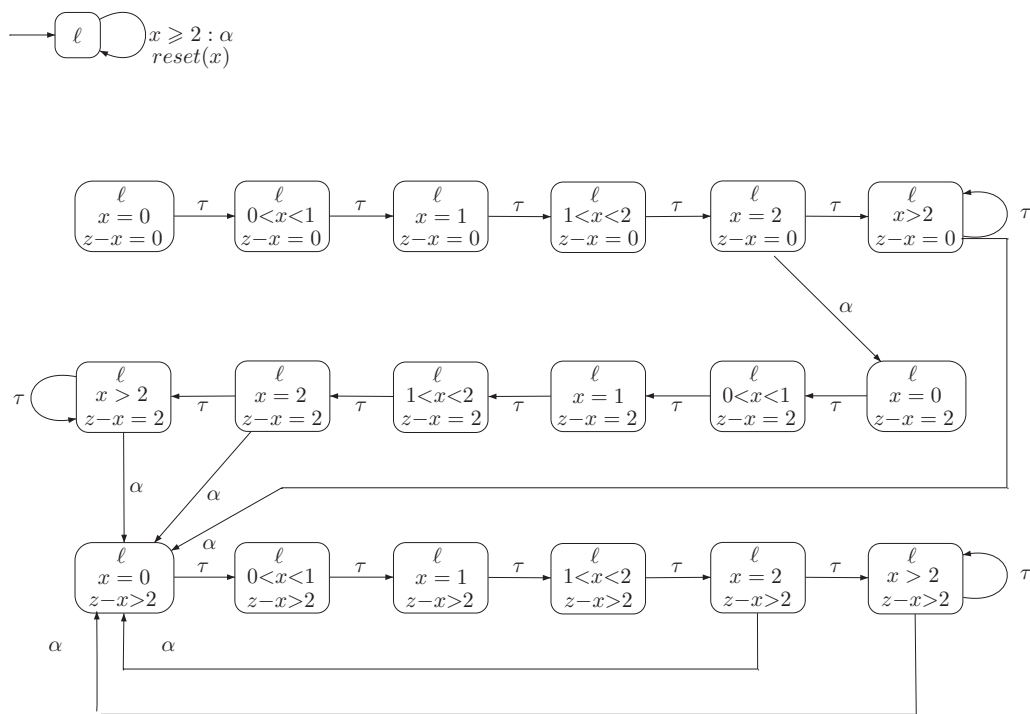 ℓ
x ⩾ 2 : α
reset(x)
ℓ ℓ ℓ ℓ ℓ ℓ
x = 0 τ 0<x<1 τ x = 1 τ 1<x<2 τ x = 2 τ x>2 τ
z−x = 0 z−x = 0 z−x = 0 z−x = 0 z−x = 0 z−x = 0
α
ℓ ℓ ℓ ℓ ℓ ℓ
τ x > 2 τ x = 2 τ 1<x<2 τ x = 1 τ 0<x<1 τ x = 0
z−x = 2 z−x = 2 z−x = 2 z−x = 2 z−x = 2 z−x = 2
α α
α
ℓ ℓ ℓ ℓ ℓ ℓ
x = 0 τ 0<x<1 τ x = 1 τ 1<x<2 τ x = 2 τ x > 2 τ
z−x>2 z−x>2 z−x>2 z−x>2 z−x>2 z−x>2
α α